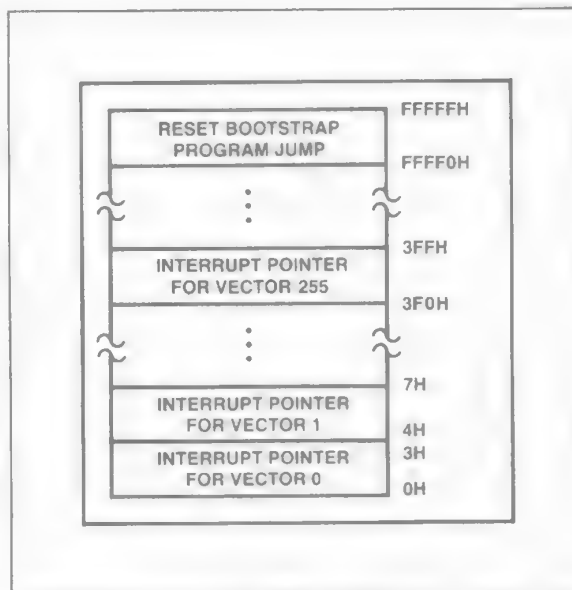 FFFFFH
RESET BOOTSTRAP
PROGRAM JUMP
FFFF0H
3FFH
INTERRUPT POINTER
FOR VECTOR 255
3F0H
7H
INTERRUPT POINTER
FOR VECTOR 1
4H
3H
INTERRUPT POINTER
FOR VECTOR 0
0H